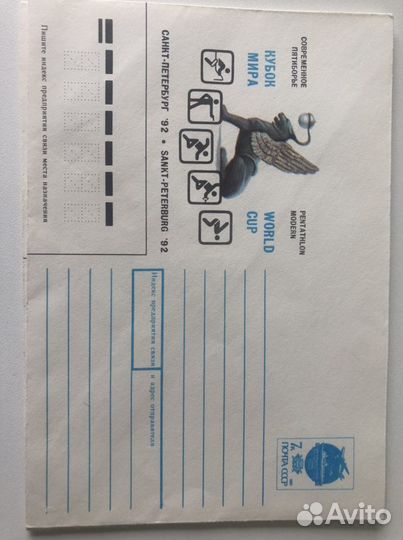 СОВРЕМЕННОЕ
ПЯТИБОРЬЕ
КУБОК
МИРА
PENTATHLON
MODERN
WORLD
CUP
САНКТ-ПЕТЕРБУРГ '92 • SANKT-PETERBURG '92
Пишите индекс предприятия связи места назначения
Индекс предприятия связи и адрес отправителя
7к
ПОЧТА СССР
Avito